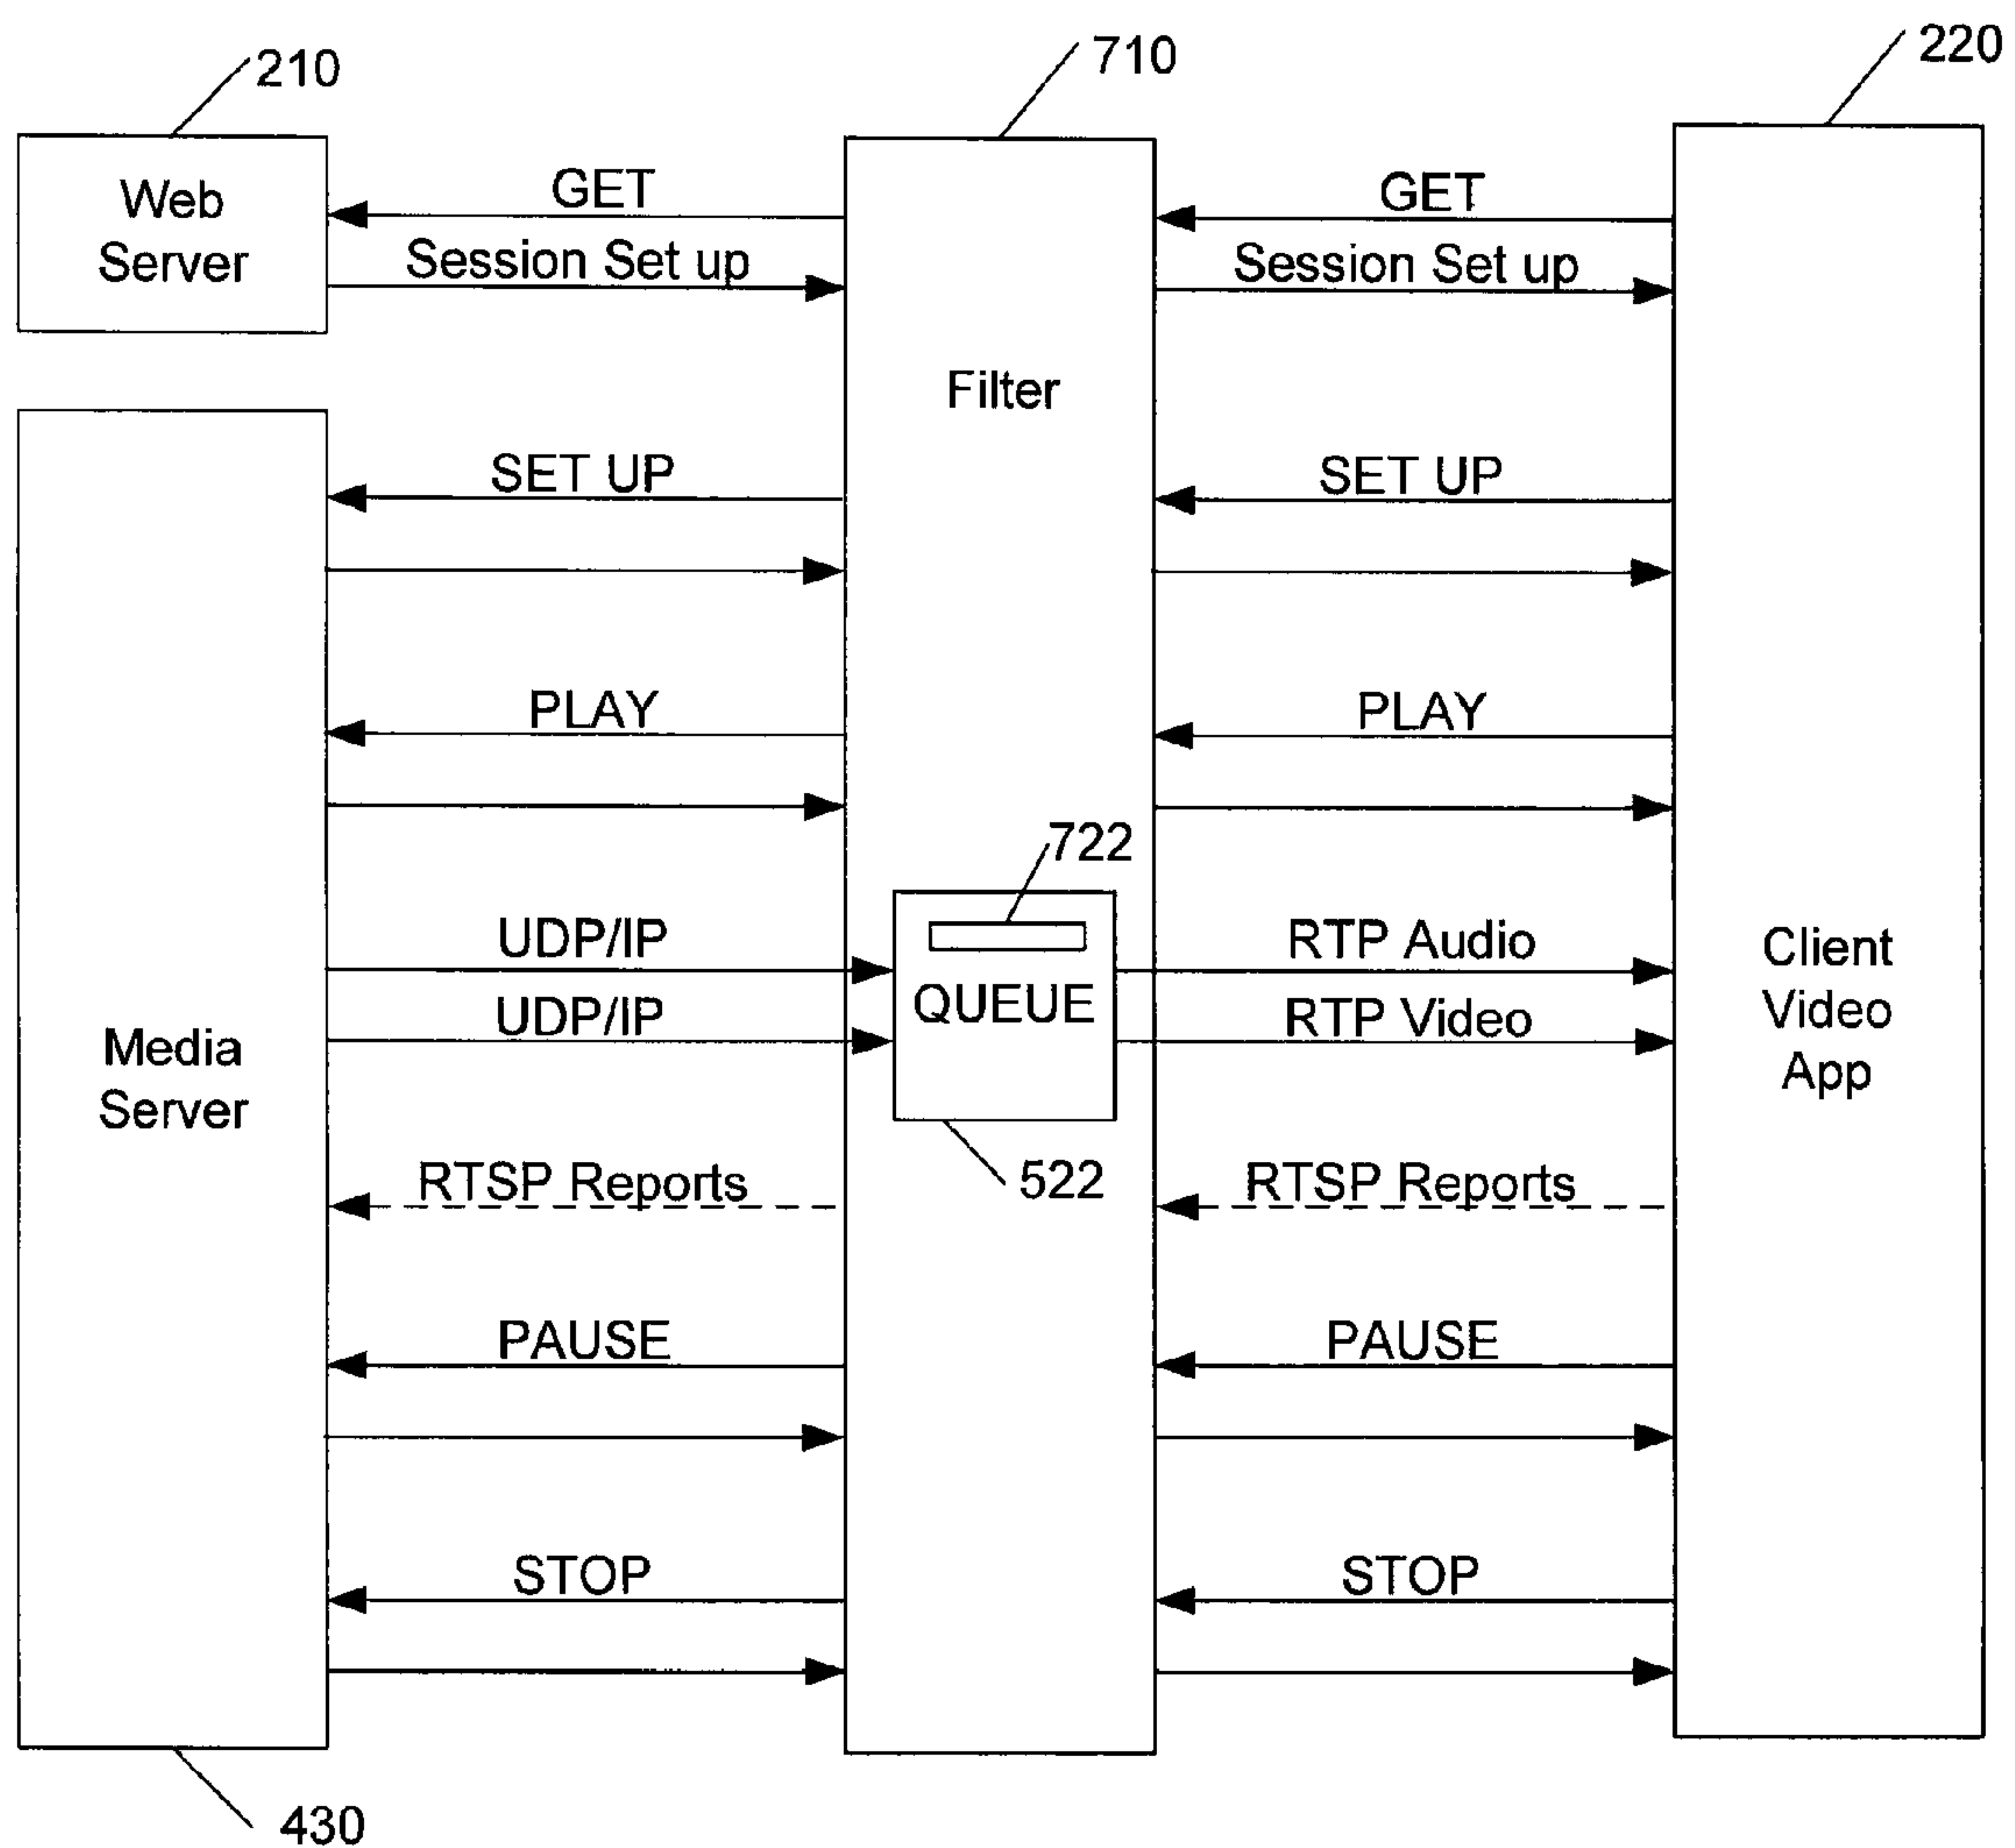 210
710
220
Web
Server
GET
GET
Session Set up
Session Set up
Filter
SET UP
SET UP
PLAY
PLAY
722
UDP/IP
QUEUE
RTP Audio
UDP/IP
RTP Video
Client
Video
App
Media
Server
522
RTSP Reports
RTSP Reports
PAUSE
PAUSE
STOP
STOP
430